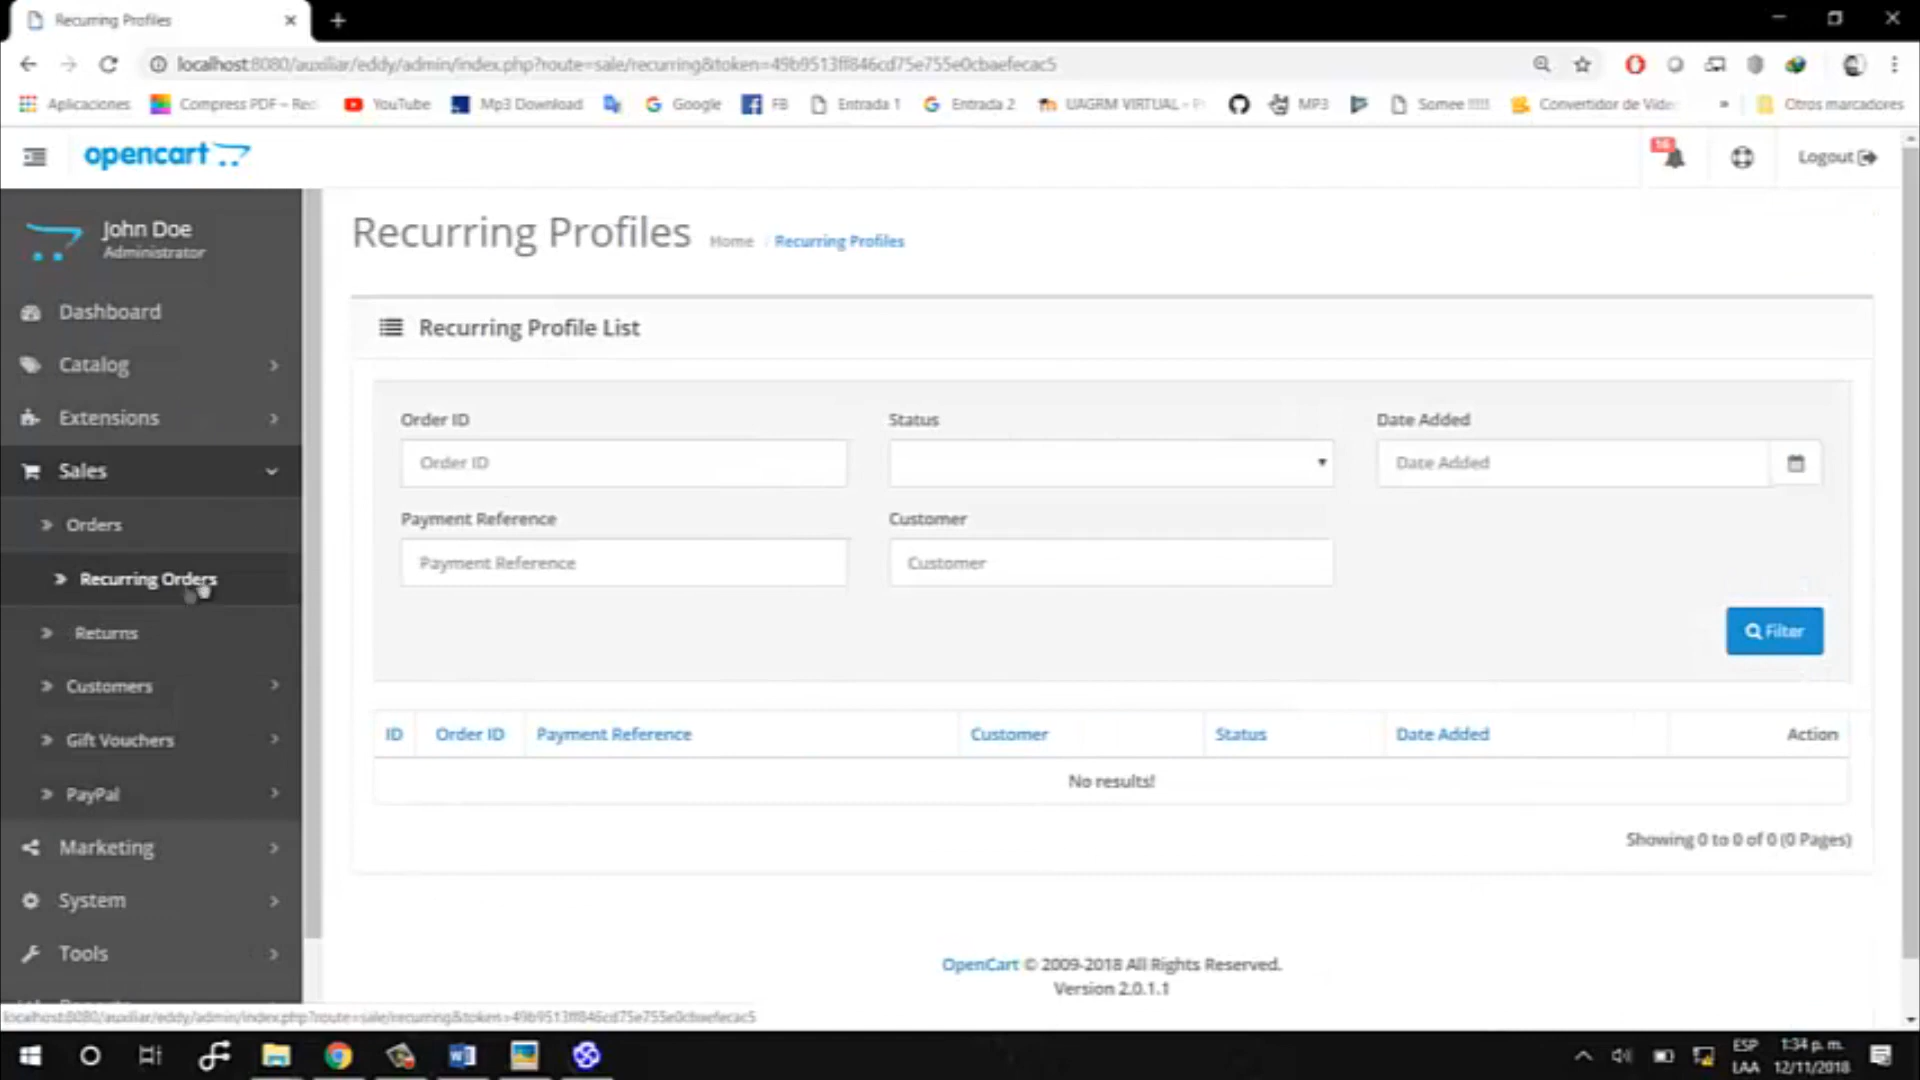 Recurring Profiles
localhost:8080/auxiliar/eddy/admin/index.php?route=sale/recurring&token=49b9513ff846cd75e755e0cbaefecac5
Aplicaciones
Compress PDF – Re
YouTube
Mp3 Download
Google
FB
Entrada 1
Entrada 2
UAGRM VIRTUAL –
MP3
Somee !!!!!
Convertidor de Vide
»
Otros marcadores
opencart
Logout
John Doe
Administrator
Recurring Profiles
Home / Recurring Profiles
Dashboard
Catalog
Extensions
Sales
Orders
Recurring Orders
Returns
Customers
Gift Vouchers
PayPal
Marketing
System
Tools
Recurring Profile List
Order ID
Status
Date Added
Order ID
Date Added
Payment Reference
Customer
Payment Reference
Customer
Filter
ID Order ID Payment Reference Customer Status Date Added Action
No results!
Showing 0 to 0 of 0 (0 Pages)
OpenCart © 2009-2018 All Rights Reserved.
Version 2.0.1.1
localhost:8080/auxiliar/eddy/admin/index.php?route=sale/recurring&token=49b9513ff846cd75e755e0cbaefecac5
ESP
LAA
1:34 p. m.
12/11/2018